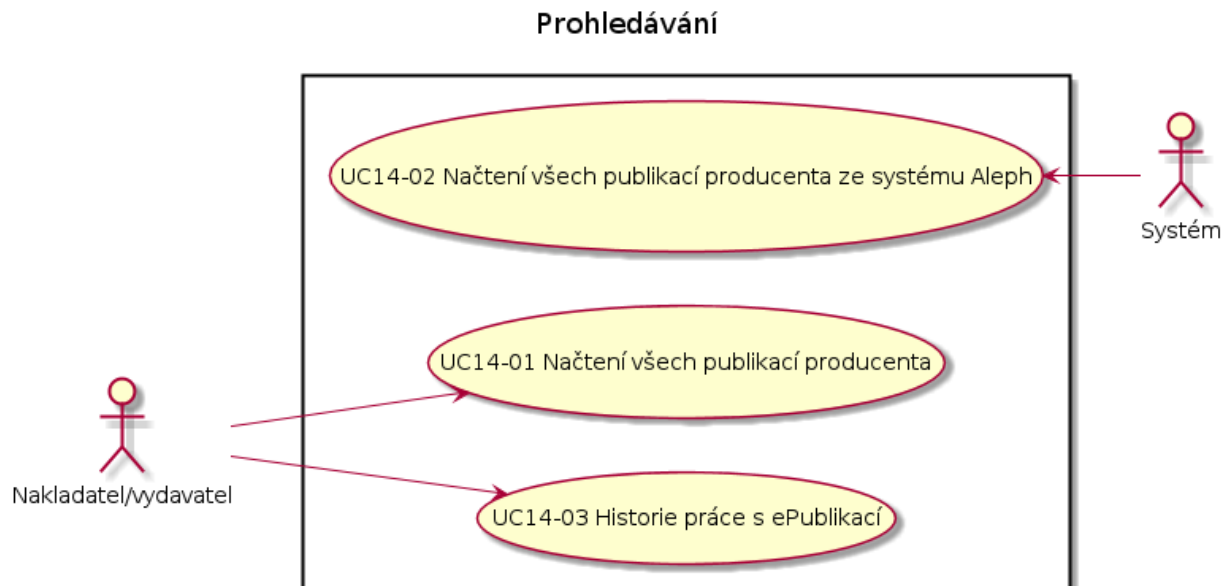 Prohledávání
UC14-02 Načtení všech publikací producenta ze systému Aleph
Systém
UC14-01 Načtení všech publikací producenta
Nakladatel/vydavatel
UC14-03 Historie práce s ePublikací